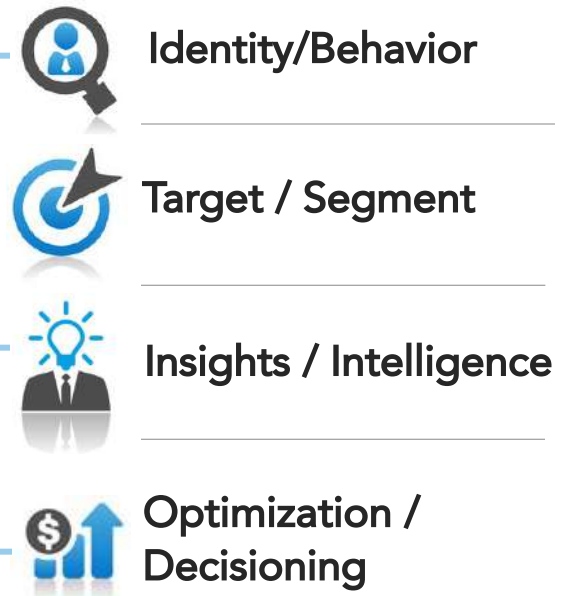 Identity/Behavior
Target / Segment
Insights / Intelligence
$
Optimization /
Decisioning